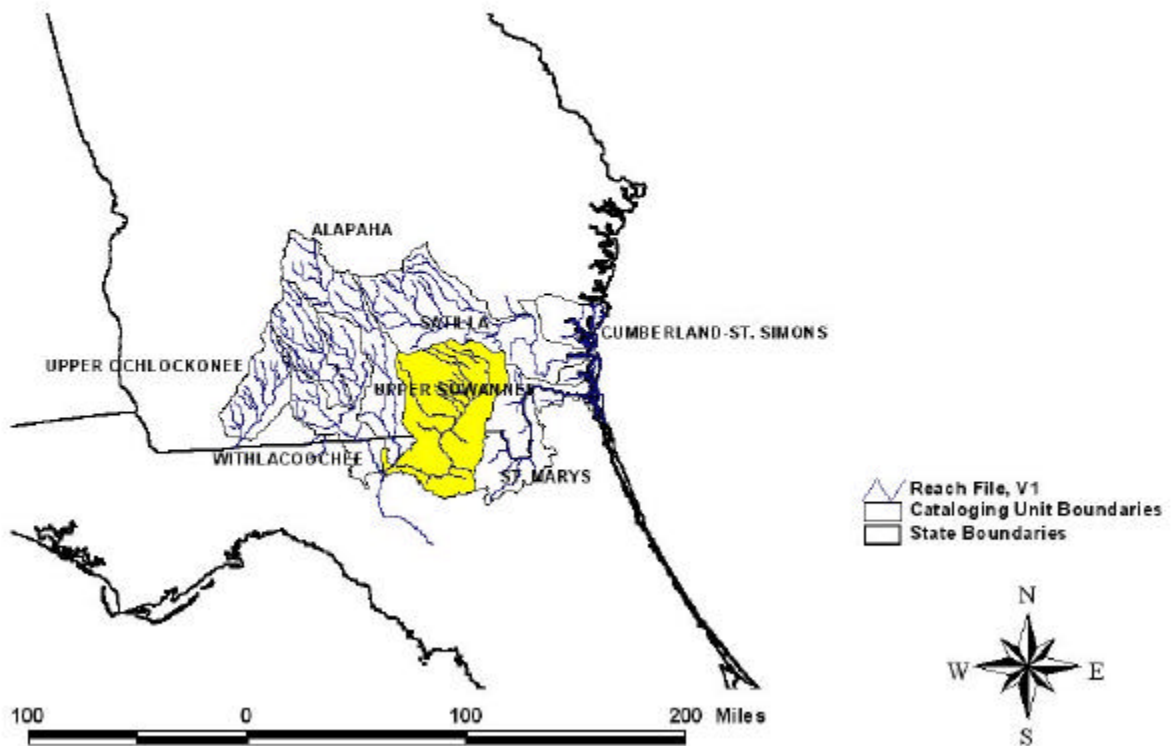 ALAPAHA
SATILLA
CUMBERLAND-ST. SIMONS
UPPER OCHLOCKONEE
UPPER SUWANNEE
WITHLACOOCHEE
ST. MARYS
Reach File, V1
Cataloging Unit Boundaries
State Boundaries
N
W E
S
100 0 100 200 Miles